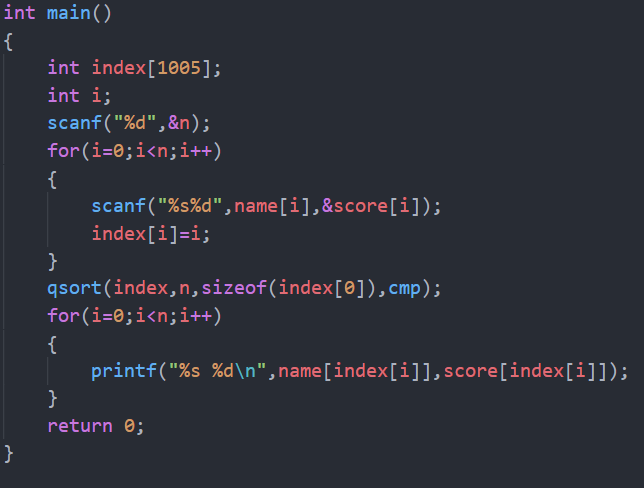 int main()
{
    int index[1005];
    int i;
    scanf("%d",&n);
    for(i=0;i<n;i++)
    {
        scanf("%s%d",name[i],&score[i]);
        index[i]=i;
    }
    qsort(index,n,sizeof(index[0]),cmp);
    for(i=0;i<n;i++)
    {
        printf("%s %d\n",name[index[i]],score[index[i]]);
    }
    return 0;
}